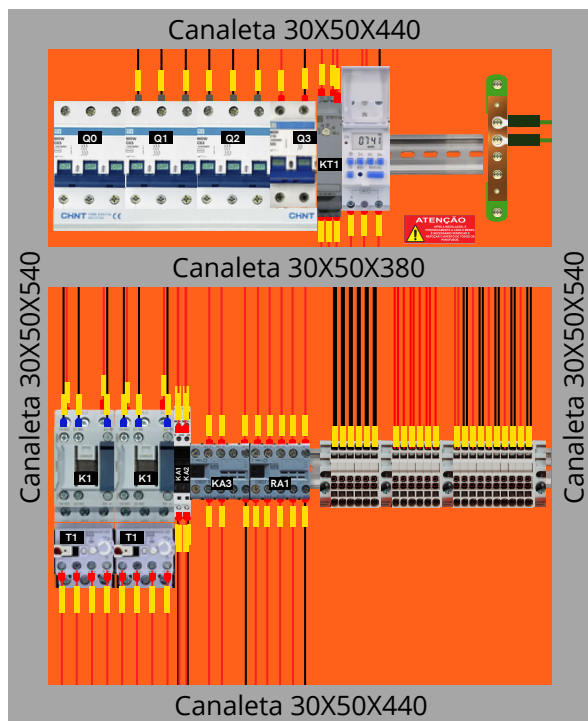 Canaleta 30X50X440
Q0
Q1
Q2
Q3
KT1
0741
CHNT
CHNT
ATENÇÃO
Canaleta 30X50X380
Canaleta 30X50X540
Canaleta 30X50X540
K1
K1
KA1
KA2
KA3
RA1
T1
T1
Canaleta 30X50X440